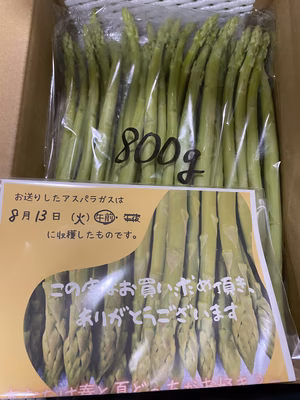 800g
お送りしたアスパラガスは
8月13日(火)午前・午後
に収穫したものです。
この度はお買い求め頂き、
ありがとうございます